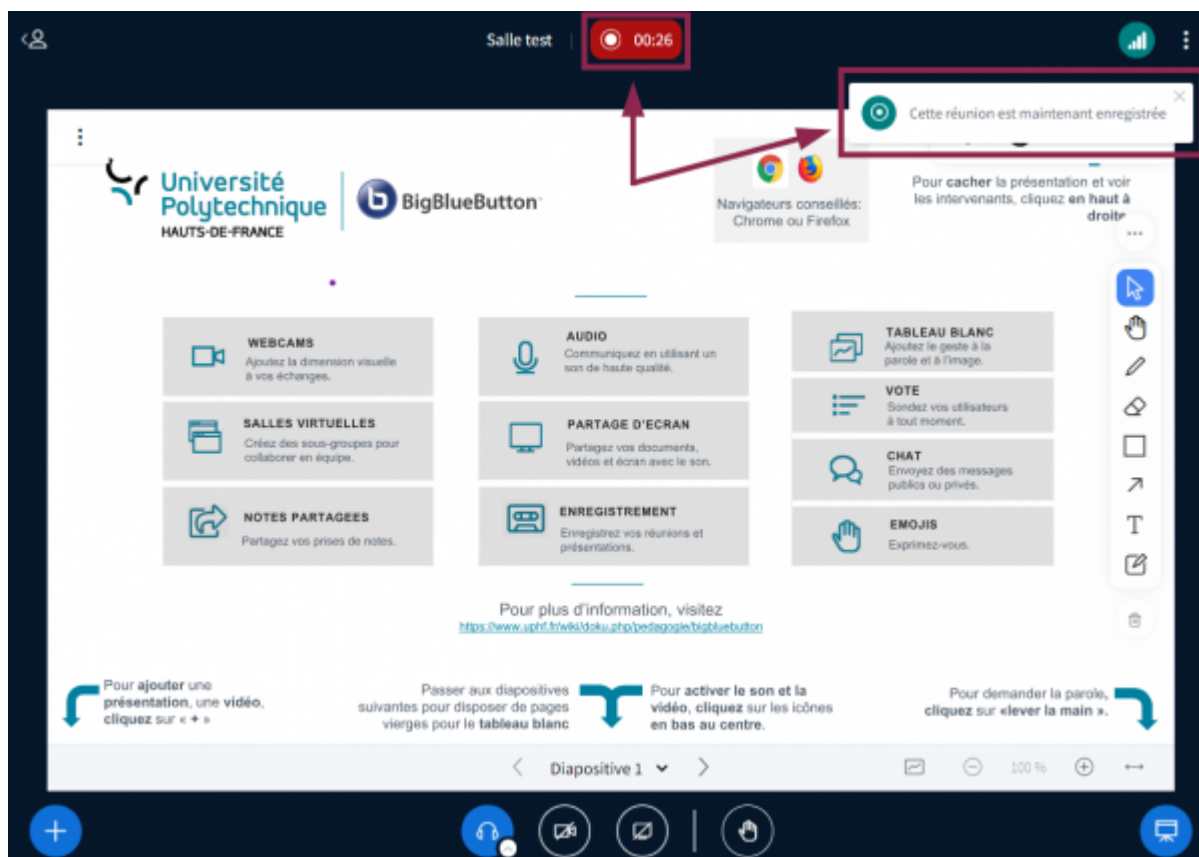 Salle test
00:26
Cette réunion est maintenant enregistrée
Université
Polytechnique
HAUTS-DE-FRANCE
BigBlueButton
Navigateurs conseillés:
Chrome ou Firefox
Pour cacher la présentation et voir
les intervenants, cliquez en haut à
droite
WEBCAMS
Ajoutez la dimension visuelle
à vos échanges.
AUDIO
Communiquez en utilisant un
son de haute qualité.
TABLEAU BLANC
Ajoutez le geste à la
parole et à l'image.
VOTE
Sondez vos utilisateurs
à tout moment.
SALLES VIRTUELLES
Créez des sous-groupes pour
collaborer en équipe.
PARTAGE D'ECRAN
Partagez vos documents,
vidéos et écran avec le son.
CHAT
Envoyez des messages
publics ou privés.
NOTES PARTAGEES
Partagez vos prises de notes.
ENREGISTREMENT
Enregistrez vos réunions et
présentations.
EMOJIS
Exprimez-vous.
T
Pour plus d'information, visitez
https://www.uphf.fr/wiki/doku.php/pedagogie/bigbluebutton
Pour ajouter une
présentation, une vidéo,
cliquez sur « + »
Passer aux diapositives
suivantes pour disposer de pages
vierges pour le tableau blanc
Pour activer le son et la
vidéo, cliquez sur les icônes
en bas au centre.
Pour demander la parole,
cliquez sur «lever la main ».
Diapositive 1
100 %